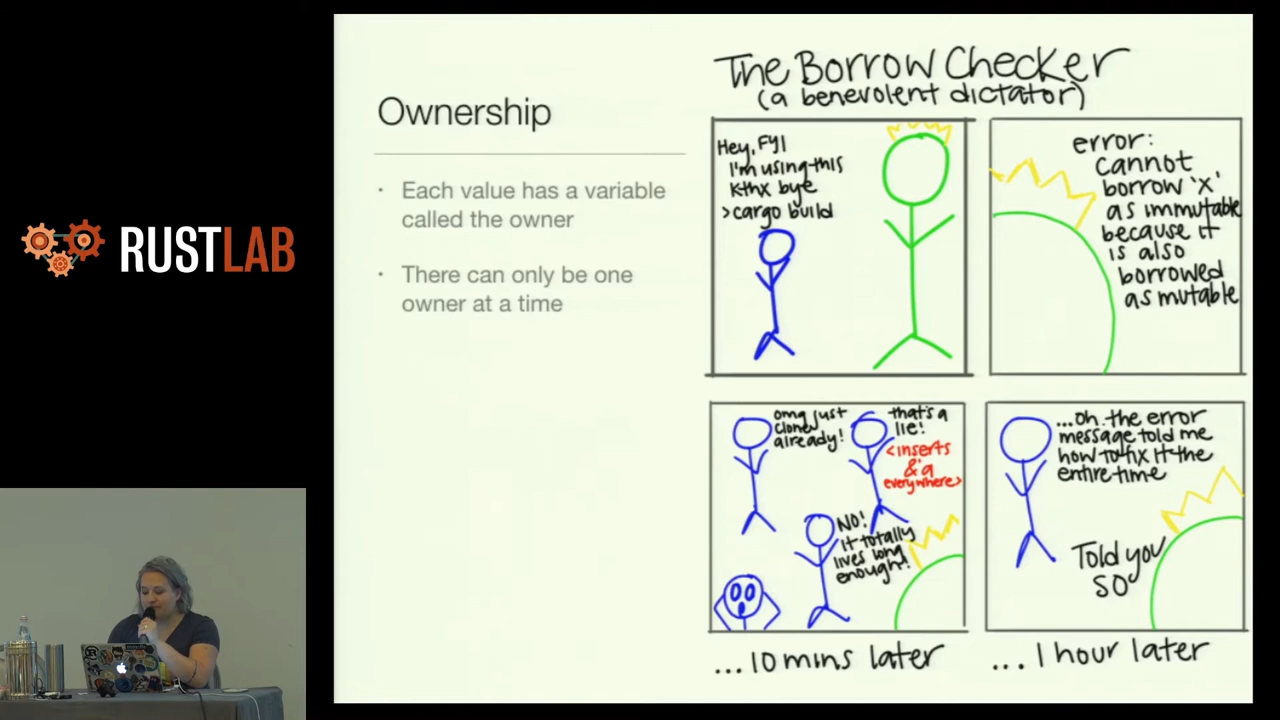 RUSTLAB
Ownership
• Each value has a variable
called the owner
• There can only be one
owner at a time
The Borrow Checker
(a benevolent dictator)
Hey, FYI
I'm using this
kthx bye
>cargo build
error:
cannot
borrow 'x'
as immutable
because it
is also
borrowed
as mutable
omg just
clone
already!
that's a
lie!
<inserts
&'a
everywhere>
NO!
it totally
lives long
enough!
...10 mins later
...oh the error
message told me
how to fix it the
entire time
Told you
so
...1 hour later